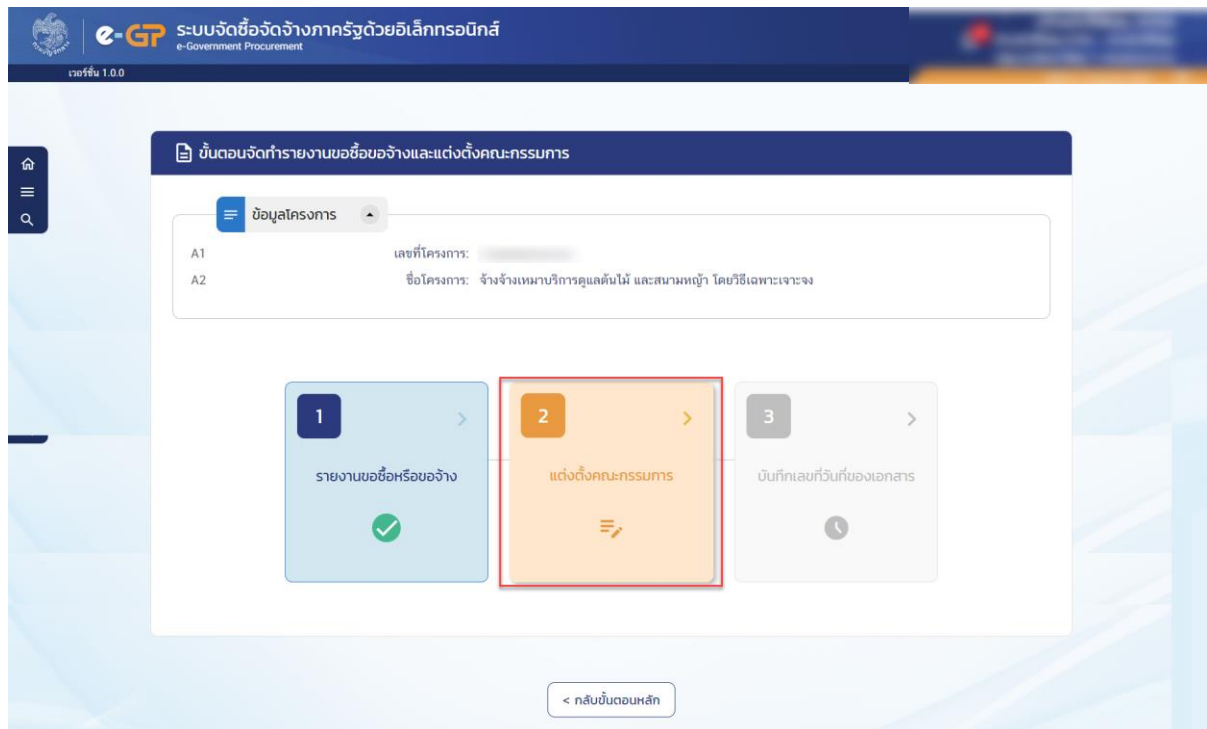 e-GP ระบบจัดซื้อจัดจ้างภาครัฐด้วยอิเล็กทรอนิกส์
e-Government Procurement
เวอร์ชั่น 1.0.0
ขั้นตอนจัดทำรายงานขอซื้อขอจ้างและแต่งตั้งคณะกรรมการ
ข้อมูลโครงการ
A1 เลขที่โครงการ:
A2 ชื่อโครงการ: จ้างจ้างเหมาบริการดูแลต้นไม้ และสนามหญ้า โดยวิธีเฉพาะเจาะจง
1
รายงานขอซื้อหรือขอจ้าง
2
แต่งตั้งคณะกรรมการ
3
บันทึกเลขที่วันที่ของเอกสาร
< กลับขั้นตอนหลัก